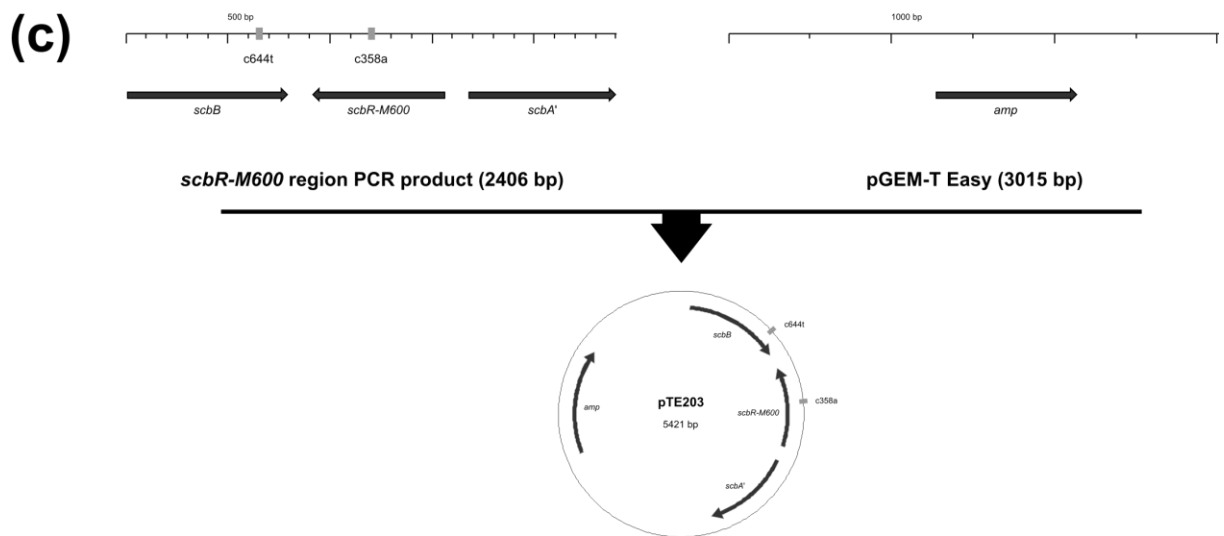 (c)
500 bp
1000 bp
c644t
c358a
scbB
scbR-M600
scbA'
amp
scbR-M600 region PCR product (2406 bp)
pGEM-T Easy (3015 bp)
c644t
scbB
c358a
amp
pTE203
scbR-M600
5421 bp
scbA'